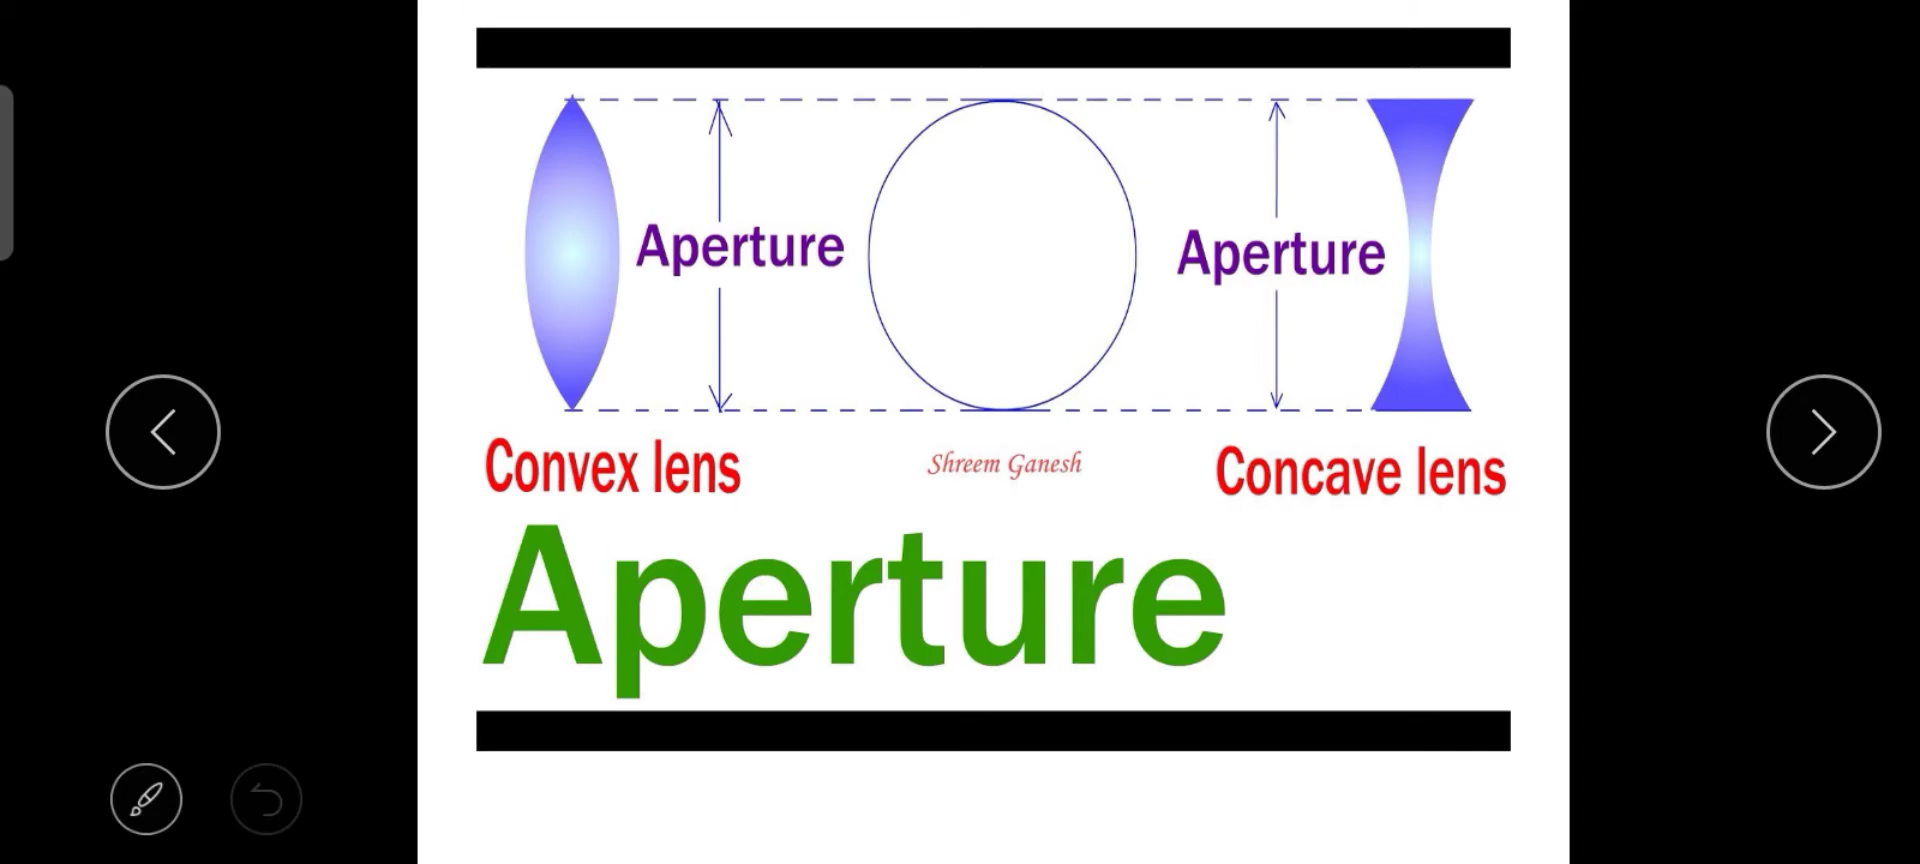 Aperture
Aperture
Convex lens
Shreem Ganesh
Concave lens
Aperture